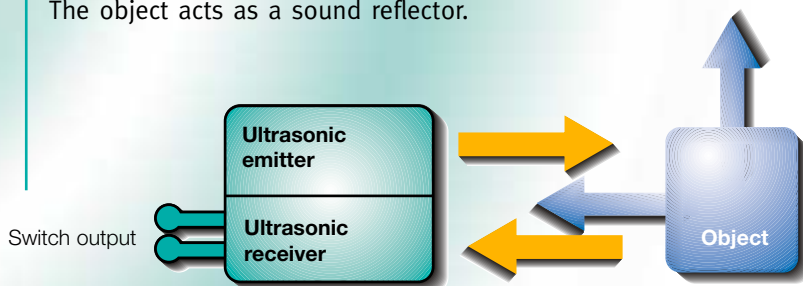 The object acts as a sound reflector.
Ultrasonic
emitter
Switch output
Ultrasonic
receiver
Object